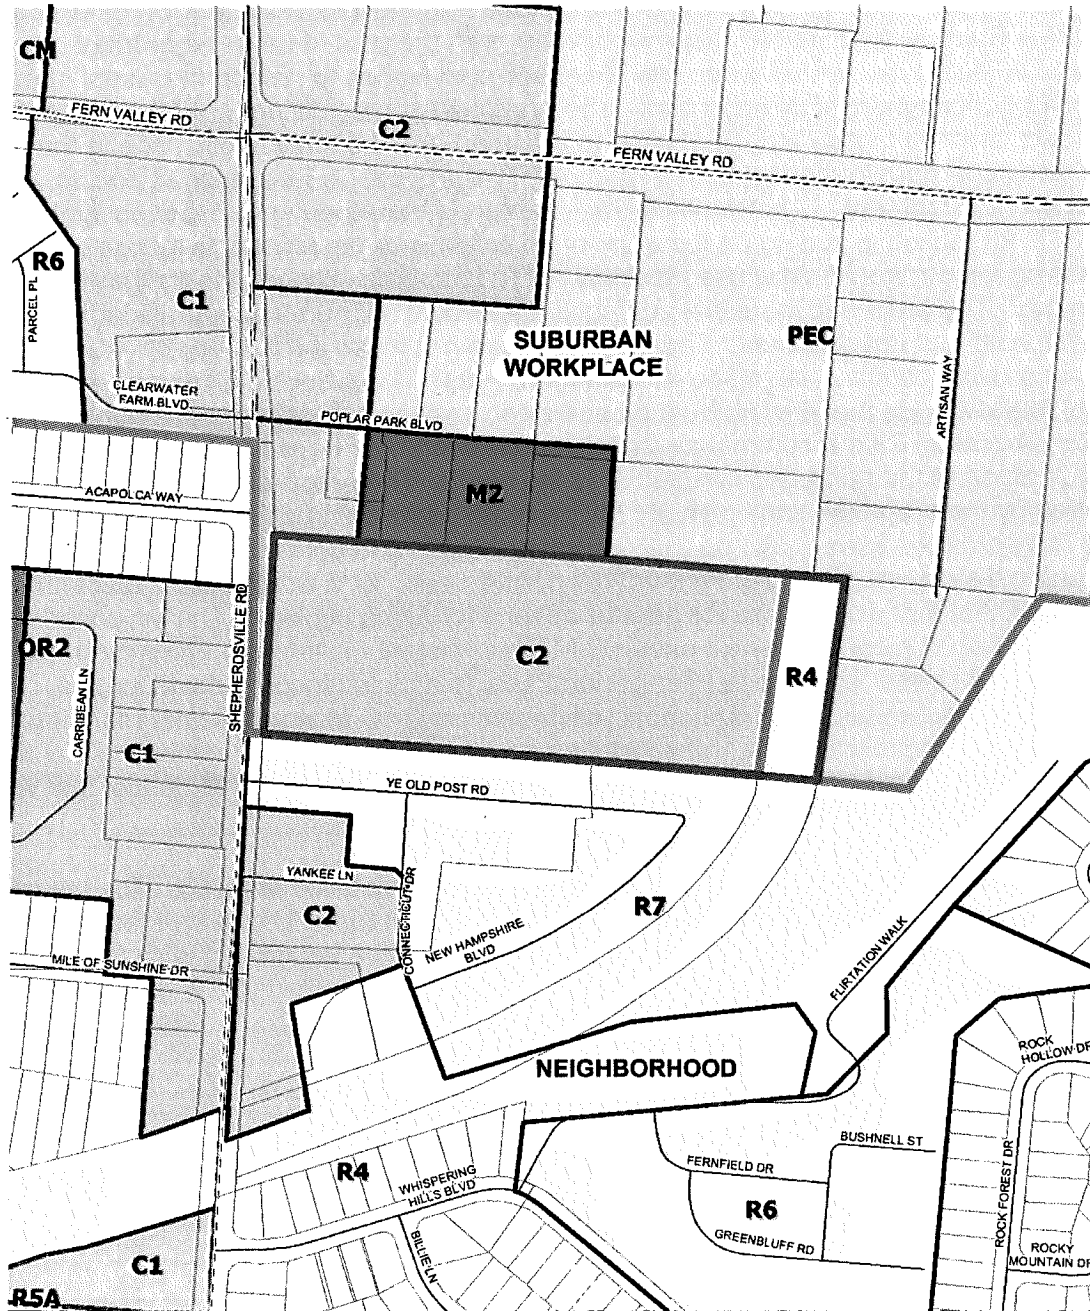 CM
FERN VALLEY RD
C2
FERN VALLEY RD
R6
PARCEL PL
C1
SUBURBAN
WORKPLACE
PEC
CLEARWATER
FARM BLVD
POPLAR PARK BLVD
ARTISAN WAY
ACAPOLCA WAY
M2
SHEPHERDSVILLE RD
OR2
CARRIBEAN LN
C2
R4
C1
YE OLD POST RD
YANKEE LN
CONNECTICUT DR
C2
R7
NEW HAMPSHIRE
BLVD
FLIRTATION WALK
MILE OF SUNSHINE DR
NEIGHBORHOOD
ROCK
HOLLOW DR
BUSHNELL ST
R4
WHISPERING
HILLS BLVD
FERNFIELD DR
ROCK FOREST DR
R6
GREENBLUFF RD
BILLIE LN
ROCKY
MOUNTAIN DR
C1
R5A